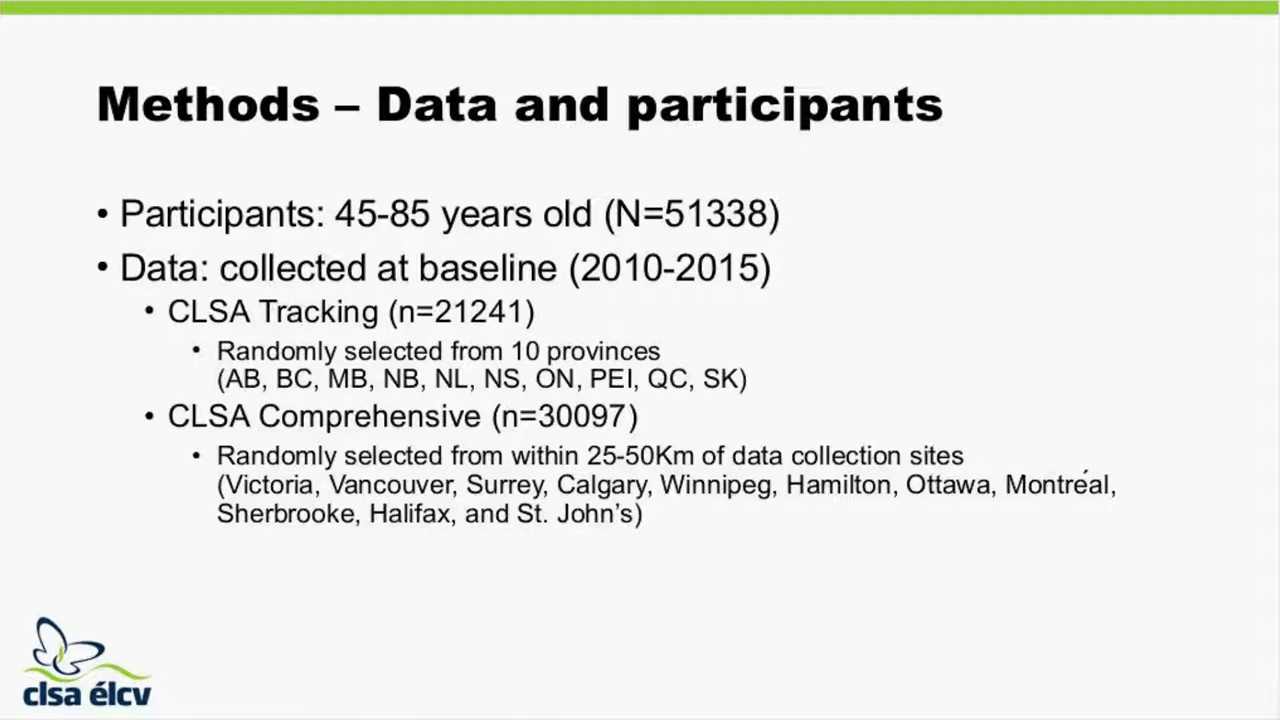 Methods – Data and participants
• Participants: 45-85 years old (N=51338)
• Data: collected at baseline (2010-2015)
• CLSA Tracking (n=21241)
• Randomly selected from 10 provinces
(AB, BC, MB, NB, NL, NS, ON, PEI, QC, SK)
• CLSA Comprehensive (n=30097)
• Randomly selected from within 25-50Km of data collection sites
(Victoria, Vancouver, Surrey, Calgary, Winnipeg, Hamilton, Ottawa, Montréal,
Sherbrooke, Halifax, and St. John’s)
clsa élcv